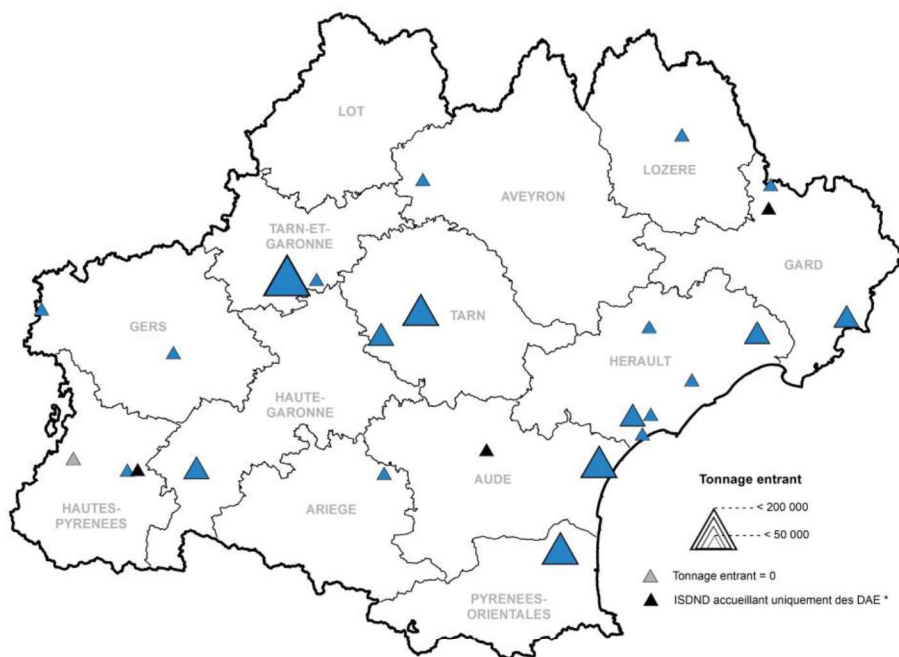 LOT
LOZERE
AVEYRON
TARN-ET-
GARONNE
GARD
TARN
GERS
HERAULT
HAUTE-
GARONNE
AUDE
HAUTES-
PYRENEES
ARIEGE
PYRENEES-
ORIENTALES
Tonnage entrant
< 200 000
< 50 000
Tonnage entrant = 0
ISDND accueillant uniquement des DAE *